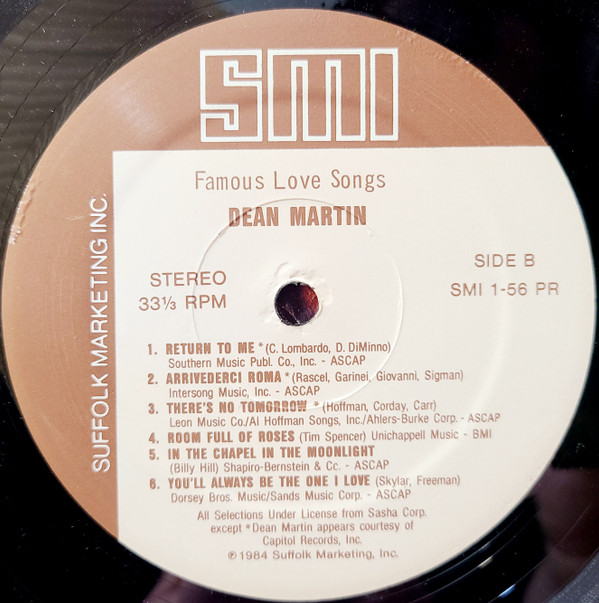 SMI
Famous Love Songs
DEAN MARTIN
STEREO
33⅓ RPM
SIDE B
SMI 1-56 PR
SUFFOLK MARKETING INC.
1. RETURN TO ME * (C. Lombardo, D. DiMinno)
Southern Music Publ. Co., Inc. - ASCAP
2. ARRIVEDERCI ROMA * (Rascel, Garinei, Giovanni, Sigman)
Intersong Music, Inc. - ASCAP
3. THERE'S NO TOMORROW * (Hoffman, Corday, Carr)
Leon Music Co./Al Hoffman Songs, Inc./Ahlers-Burke Corp. - ASCAP
4. ROOM FULL OF ROSES (Tim Spencer) Unichappell Music - BMI
5. IN THE CHAPEL IN THE MOONLIGHT
(Billy Hill) Shapiro-Bernstein & Cc. - ASCAP
6. YOU'LL ALWAYS BE THE ONE I LOVE (Skylar, Freeman)
Dorsey Bros. Music/Sands Music Corp. - ASCAP
All Selections Under License from Sasha Corp.
except *Dean Martin appears courtesy of
Capitol Records, Inc.
℗1984 Suffolk Marketing, Inc.